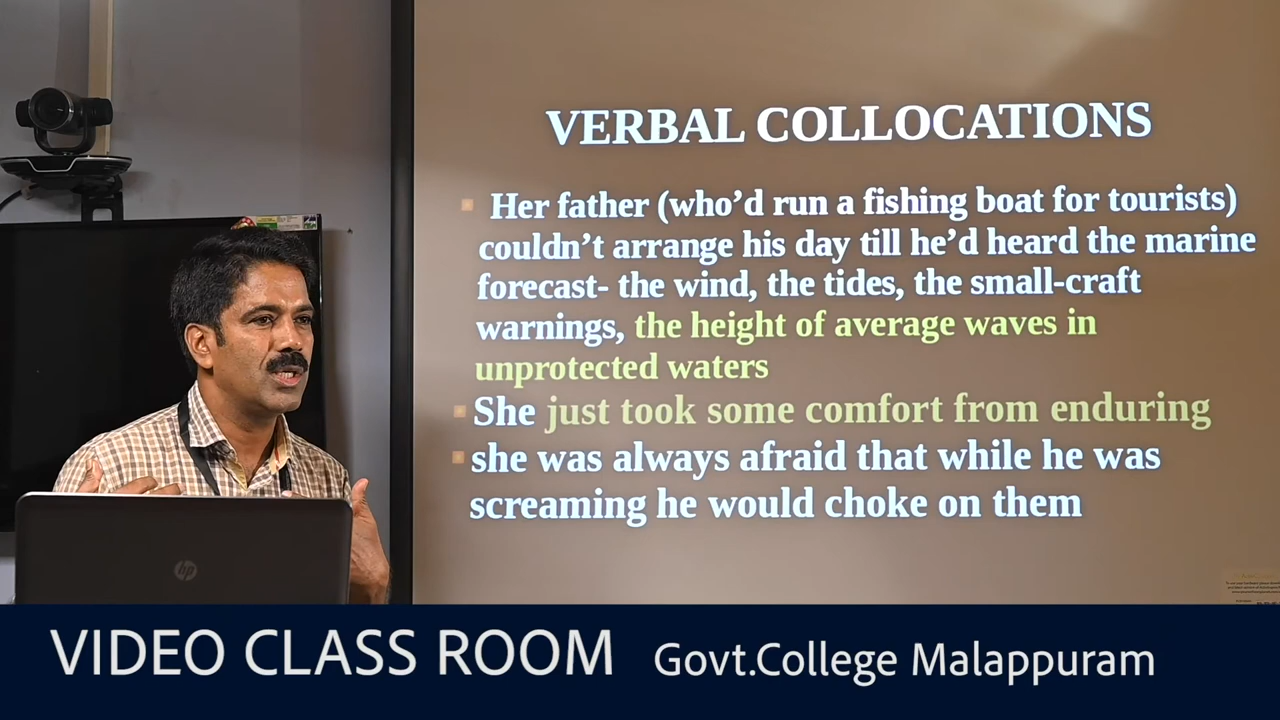 VERBAL COLLOCATIONS
Her father (who’d run a fishing boat for tourists)
couldn’t arrange his day till he’d heard the marine
forecast- the wind, the tides, the small-craft
warnings, the height of average waves in
unprotected waters
She just took some comfort from enduring
she was always afraid that while he was
screaming he would choke on them
hp
VIDEO CLASS ROOM Govt.College Malappuram